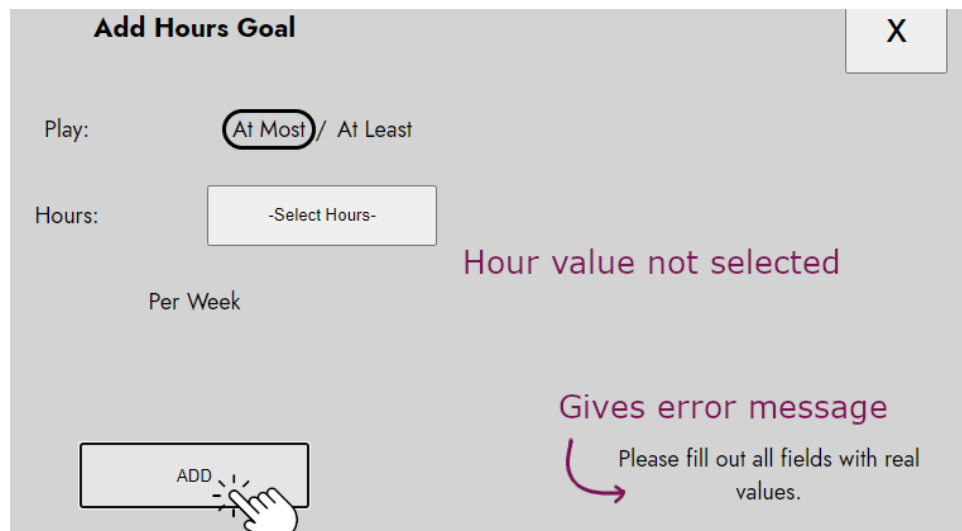 Add Hours Goal
X
Play:
At Most / At Least
Hours:
-Select Hours-
Hour value not selected
Per Week
Gives error message
Please fill out all fields with real
values.
ADD